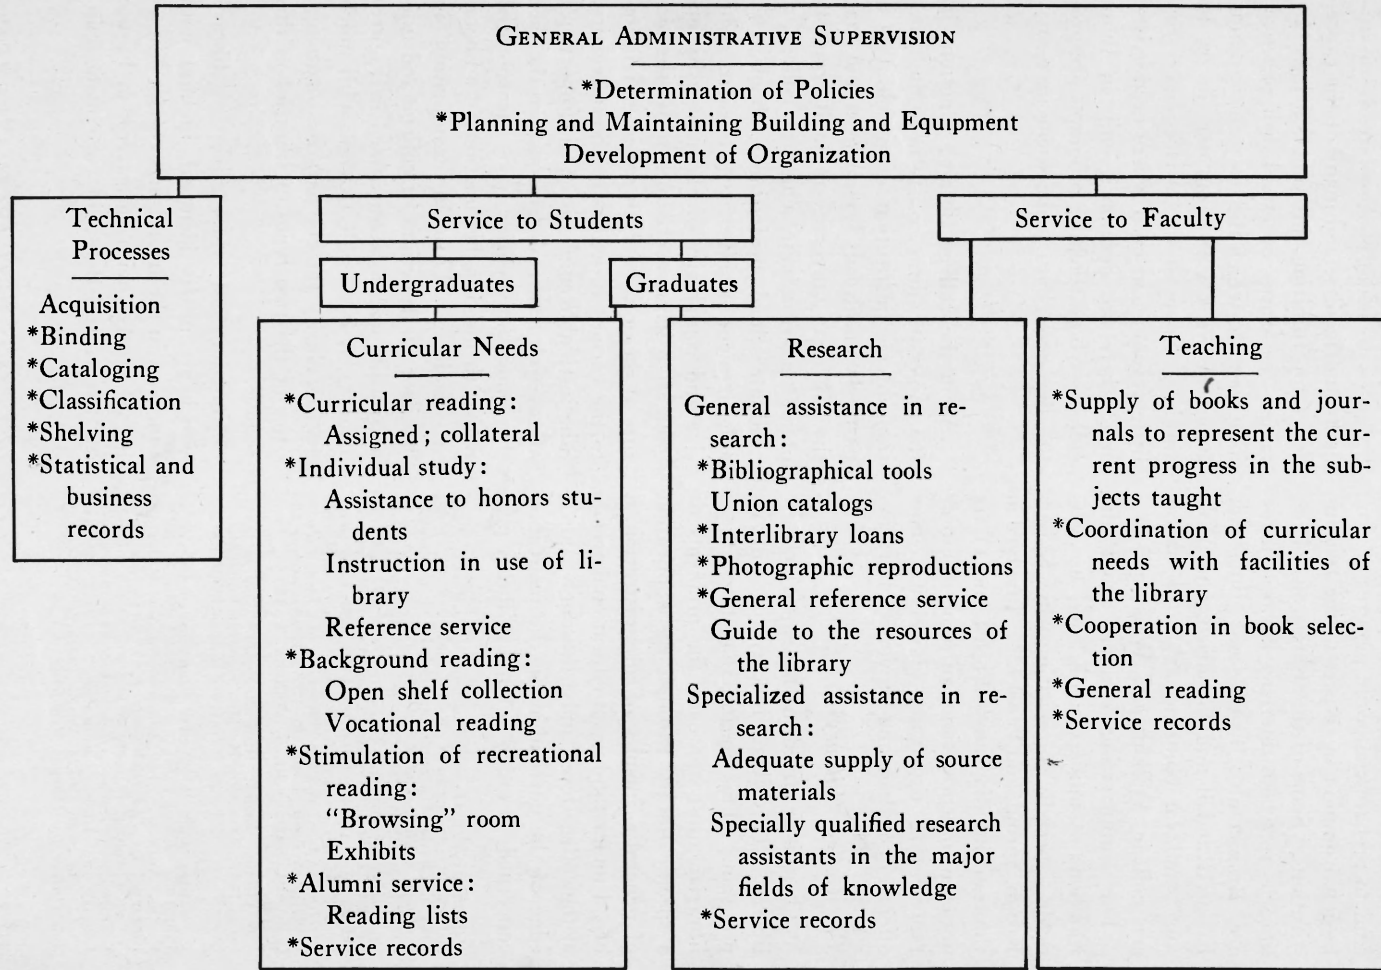 GENERAL ADMINISTRATIVE SUPERVISION
*Determination of Policies
*Planning and Maintaining Building and Equipment
Development of Organization
Technical
Processes
Acquisition
*Binding
*Cataloging
*Classification
*Shelving
*Statistical and
business
records
Service to Students
Undergraduates
Graduates
Service to Faculty
Curricular Needs
*Curricular reading:
Assigned; collateral
*Individual study:
Assistance to honors stu-
dents
Instruction in use of li-
brary
Reference service
*Background reading:
Open shelf collection
Vocational reading
*Stimulation of recreational
reading:
"Browsing" room
Exhibits
*Alumni service:
Reading lists
*Service records
Research
General assistance in re-
search:
*Bibliographical tools
Union catalogs
*Interlibrary loans
*Photographic reproductions
*General reference service
Guide to the resources of
the library
Specialized assistance in re-
search:
Adequate supply of source
materials
Specially qualified research
assistants in the major
fields of knowledge
*Service records
Teaching
*Supply of books and jour-
nals to represent the cur-
rent progress in the sub-
jects taught
*Coordination of curricular
needs with facilities of
the library
*Cooperation in book selec-
tion
*General reading
*Service records